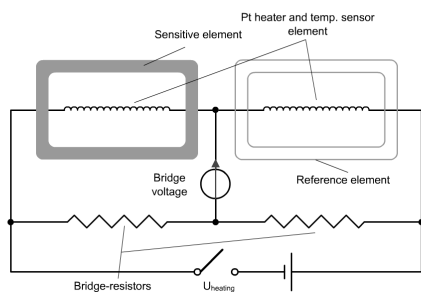 Pt heater and temp. sensor
element
Sensitive element
Bridge
voltage
Reference element
Bridge-resistors
Uheating